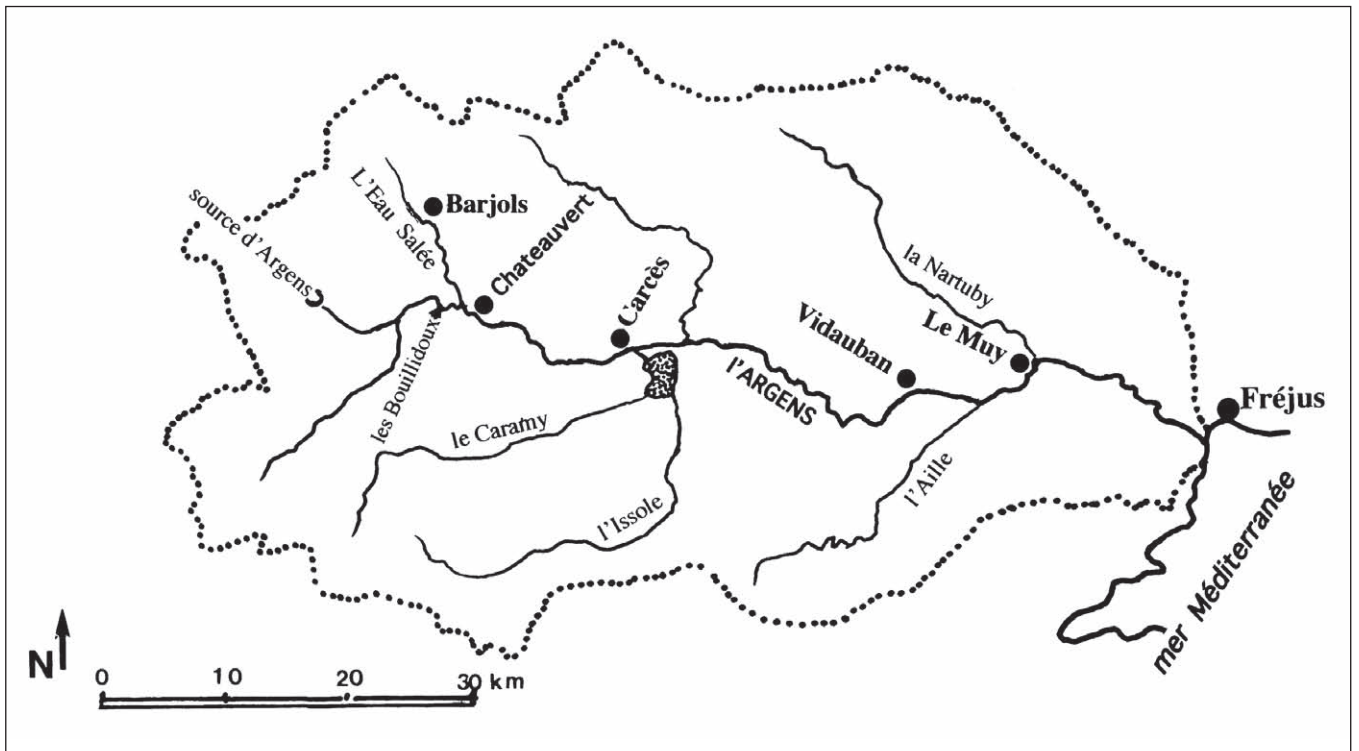 source d'Argens
L'Eau Salée
Barjols
Chateauvert
Carcès
la Nartuby
Vidauban
Le Muy
l'ARGENS
Fréjus
les Bouillidoux
le Caramy
l'Issole
l'Aille
mer Méditerranée
N
0 10 20 30 km